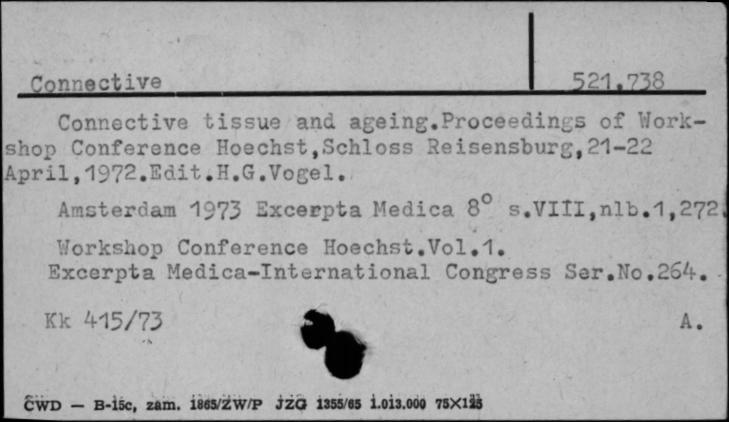 Connective 521.738
Connective tissue and ageing.Proceedings of Work-
shop Conference Hoechst,Schloss Reisensburg,21-22
April,1972.Edit.H.G.Vogel.
Amsterdam 1973 Excerpta Medica 8° s.VIII,nlb.1,272.
Workshop Conference Hoechst.Vol.1.
Excerpta Medica-International Congress Ser.No.264.
Kk 415/73 A.
CWD — B-15c, zam. 1865/ZW/P JZG 1355/65 1.013.000 75X125